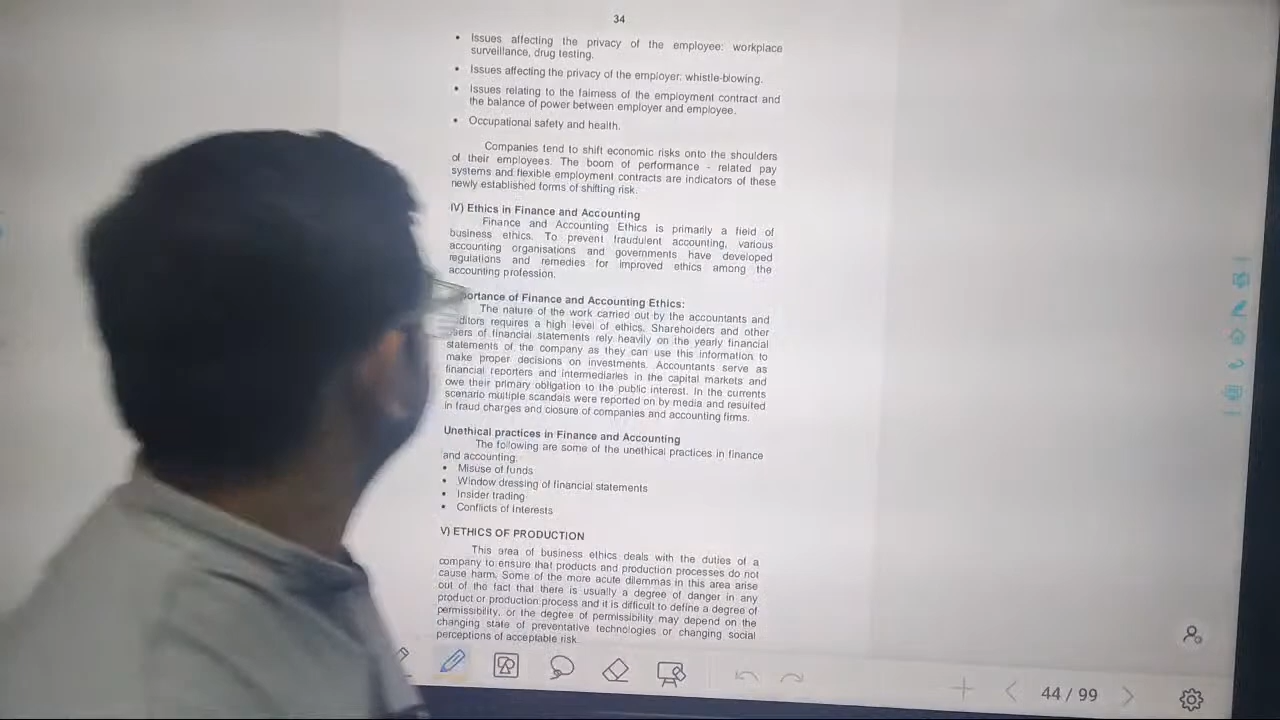 34
• Issues affecting the privacy of the employee: workplace
surveillance, drug testing.
• Issues affecting the privacy of the employer: whistle-blowing.
• Issues relating to the fairness of the employment contract and
the balance of power between employer and employee.
• Occupational safety and health.
Companies tend to shift economic risks onto the shoulders
of their employees. The boom of performance - related pay
systems and flexible employment contracts are indicators of these
newly established forms of shifting risk.
IV) Ethics in Finance and Accounting
Finance and Accounting Ethics is primarily a field of
business ethics. To prevent fraudulent accounting, various
accounting organisations and governments have developed
regulations and remedies for improved ethics among the
accounting profession.
portance of Finance and Accounting Ethics:
The nature of the work carried out by the accountants and
ditors requires a high level of ethics. Shareholders and other
sers of financial statements rely heavily on the yearly financial
statements of the company as they can use this information to
make proper decisions on investments. Accountants serve as
financial reporters and intermediaries in the capital markets and
owe their primary obligation to the public interest. In the currents
scenario multiple scandals were reported on by media and resulted
in fraud charges and closure of companies and accounting firms.
Unethical practices in Finance and Accounting
The following are some of the unethical practices in finance
and accounting.
• Misuse of funds
• Window dressing of financial statements
• Insider trading
• Conflicts of Interests
V) ETHICS OF PRODUCTION
This area of business ethics deals with the duties of a
company to ensure that products and production processes do not
cause harm. Some of the more acute dilemmas in this area arise
out of the fact that there is usually a degree of danger in any
product or production process and it is difficult to define a degree of
permissibility, or the degree of permissibility may depend on the
changing state of preventative technologies or changing social
perceptions of acceptable risk.
44 / 99